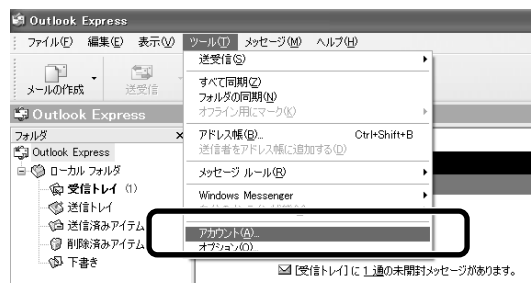 Outlook Express
ファイル(F) 編集(E) 表示(V) ツール(T) メッセージ(M) ヘルプ(H)
メールの作成 送受信
送受信(S)
すべて同期(Z)
フォルダの同期(N)
オフライン用にマーク(K)
アドレス帳(B)... Ctrl+Shift+B
送信者をアドレス帳に追加する(D)
メッセージ ルール(R)
Windows Messenger
アカウント(A)...
オプション(O)...
Outlook Express
フォルダ ×
Outlook Express
ローカル フォルダ
受信トレイ (1)
送信トレイ
送信済みアイテム
削除済みアイテム
下書き
[受信トレイ] に 1 通の未開封メッセージがあります。